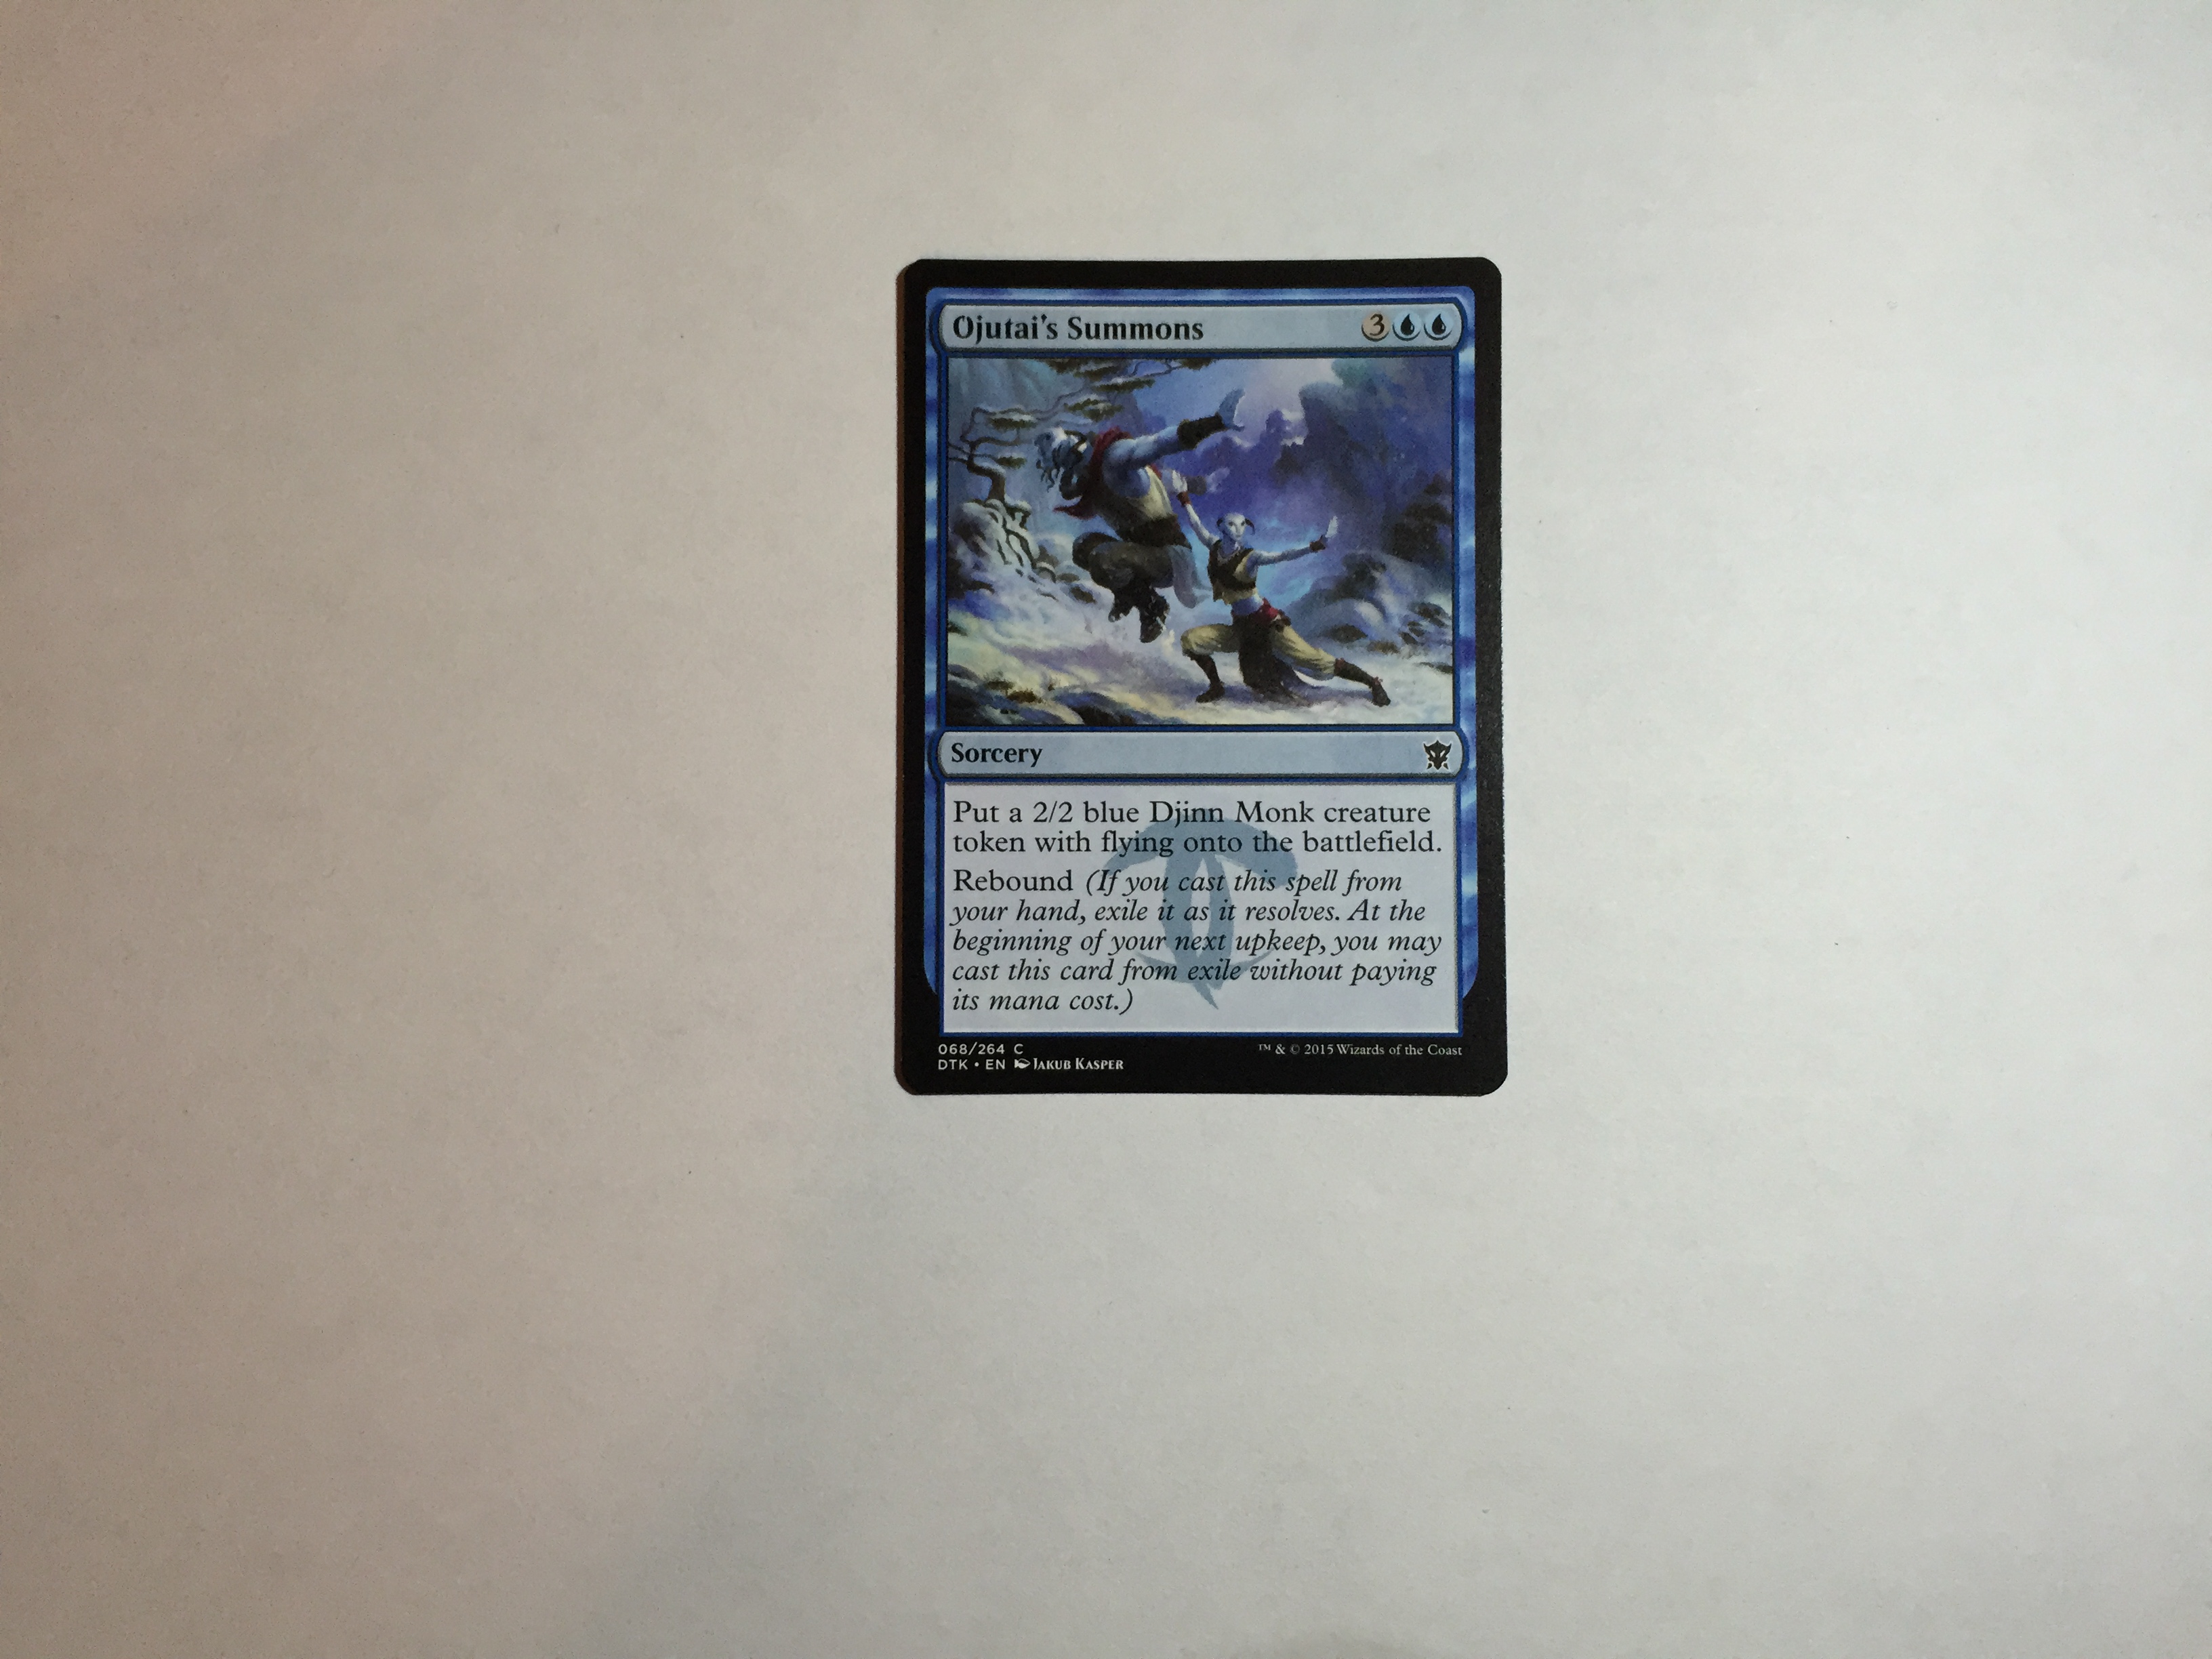 Ojutai's Summons 3
Sorcery
Put a 2/2 blue Djinn Monk creature
token with flying onto the battlefield.
Rebound (If you cast this spell from
your hand, exile it as it resolves. At the
beginning of your next upkeep, you may
cast this card from exile without paying
its mana cost.)
068/264 C
DTK • EN Jakub Kasper
™ & © 2015 Wizards of the Coast